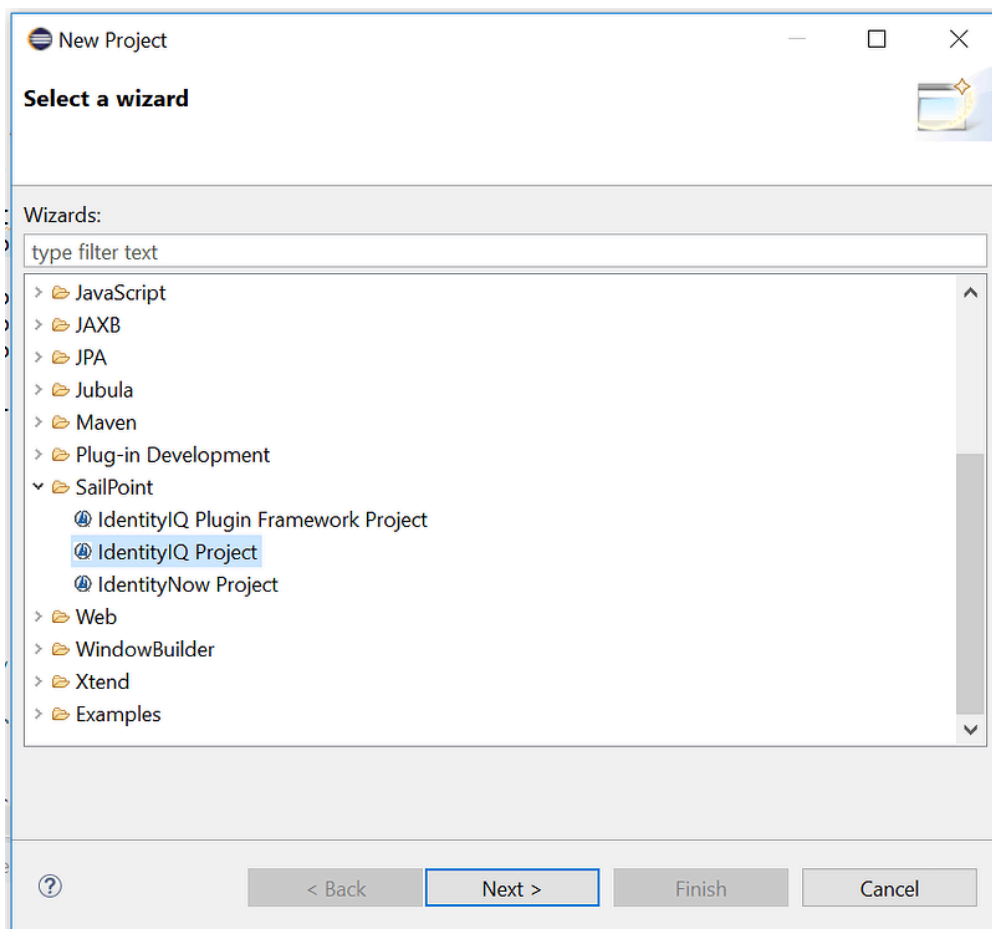 New Project
Select a wizard
Wizards:
type filter text
JavaScript
JAXB
JPA
Jubula
Maven
Plug-in Development
SailPoint
IdentityIQ Plugin Framework Project
IdentityIQ Project
IdentityNow Project
Web
WindowBuilder
Xtend
Examples
? < Back Next > Finish Cancel